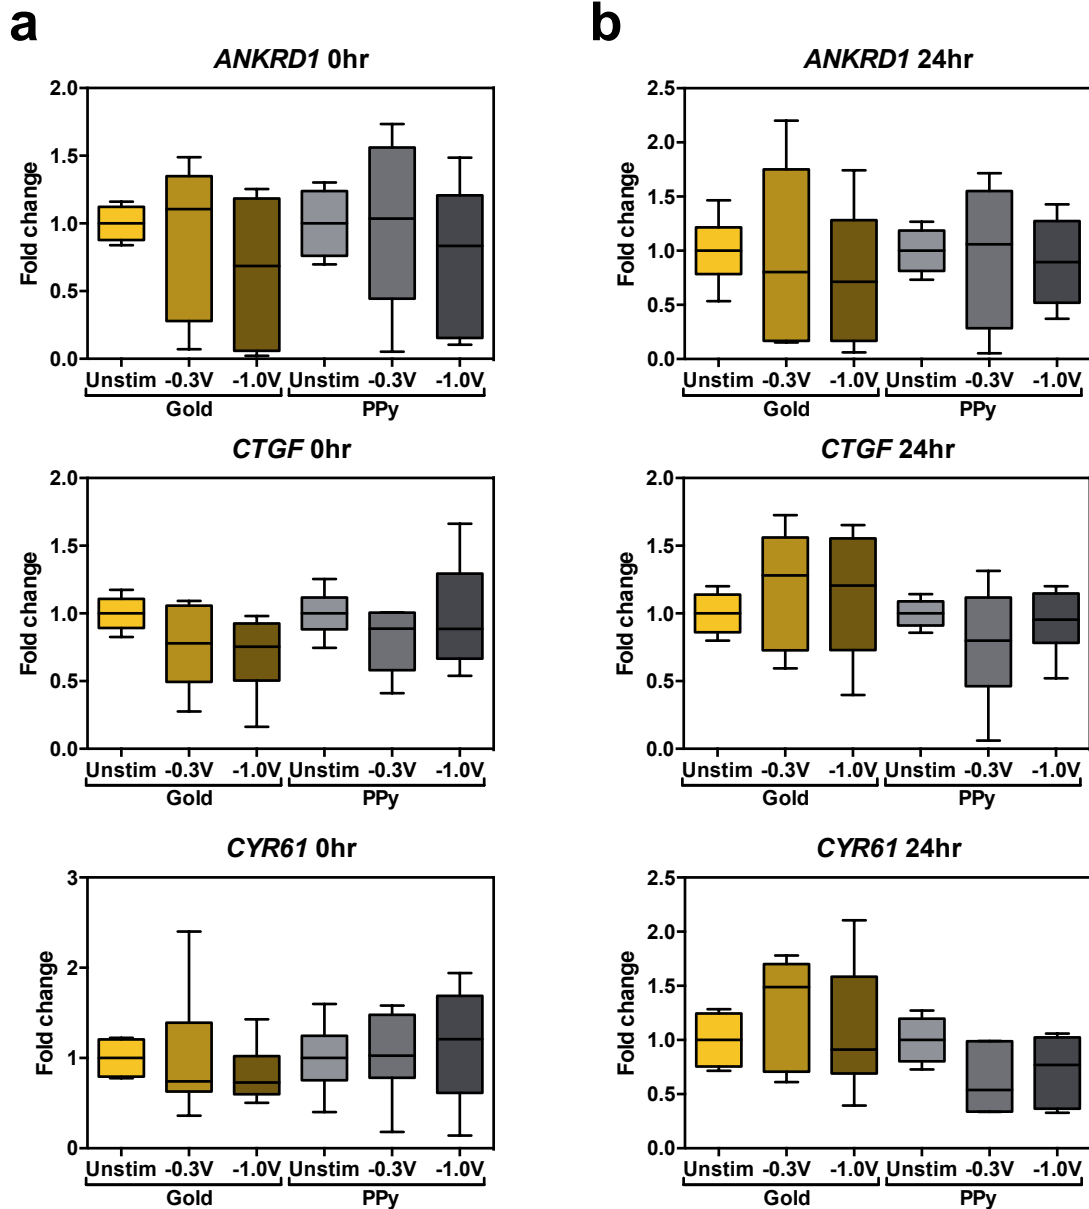 a
ANKRD1 0hr
Fold change
2.0
1.5
1.0
0.5
0.0
Unstim -0.3V -1.0V Unstim -0.3V -1.0V
Gold PPy
CTGF 0hr
Fold change
2.0
1.5
1.0
0.5
0.0
Unstim -0.3V -1.0V Unstim -0.3V -1.0V
Gold PPy
CYR61 0hr
Fold change
3
2
1
0
Unstim -0.3V -1.0V Unstim -0.3V -1.0V
Gold PPy
b
ANKRD1 24hr
Fold change
2.5
2.0
1.5
1.0
0.5
0.0
Unstim -0.3V -1.0V Unstim -0.3V -1.0V
Gold PPy
CTGF 24hr
Fold change
2.0
1.5
1.0
0.5
0.0
Unstim -0.3V -1.0V Unstim -0.3V -1.0V
Gold PPy
CYR61 24hr
Fold change
2.5
2.0
1.5
1.0
0.5
0.0
Unstim -0.3V -1.0V Unstim -0.3V -1.0V
Gold PPy